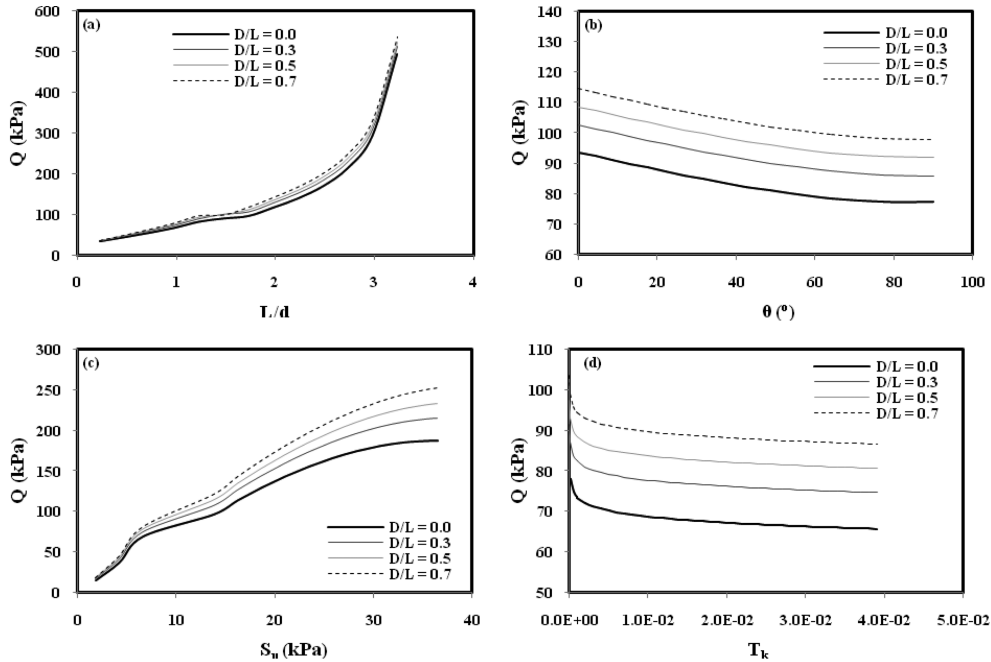 (a)
D/L = 0.0
D/L = 0.3
D/L = 0.5
D/L = 0.7
Q (kPa)
600
500
400
300
200
100
0
0 1 2 3 4
L/d
(b)
D/L = 0.0
D/L = 0.3
D/L = 0.5
D/L = 0.7
Q (kPa)
140
130
120
110
100
90
80
70
60
0 20 40 60 80 100
θ (°)
(c)
D/L = 0.0
D/L = 0.3
D/L = 0.5
D/L = 0.7
Q (kPa)
300
250
200
150
100
50
0
0 10 20 30 40
Sᵤ (kPa)
(d)
D/L = 0.0
D/L = 0.3
D/L = 0.5
D/L = 0.7
Q (kPa)
110
100
90
80
70
60
50
0.0E+00 1.0E-02 2.0E-02 3.0E-02 4.0E-02 5.0E-02
Tₖ